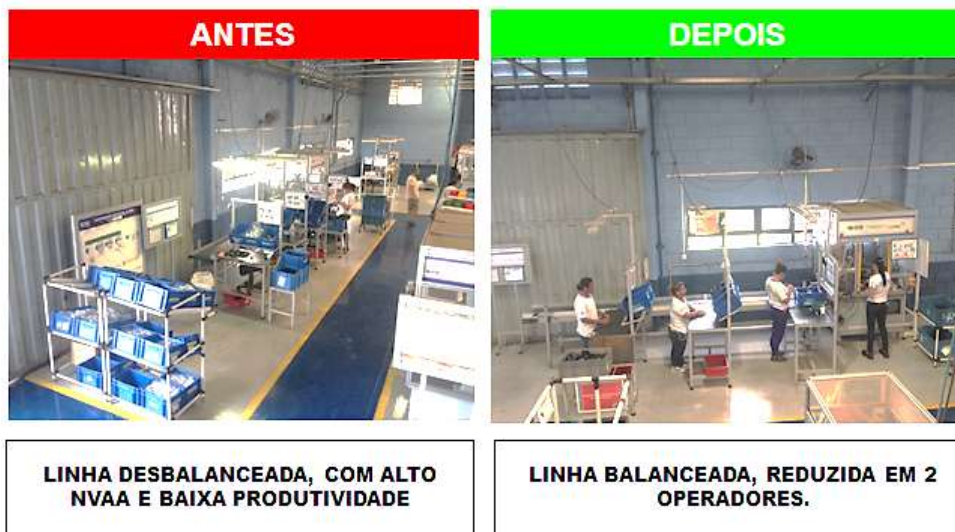 ANTES
DEPOIS
LINHA DESBALANCEADA, COM ALTO
NVAA E BAIXA PRODUTIVIDADE
LINHA BALANCEADA, REDUZIDA EM 2
OPERADORES.